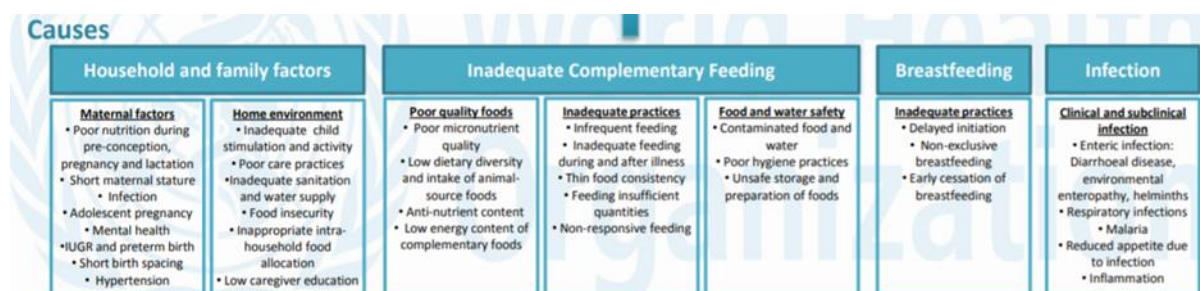 Causes
Household and family factors
Maternal factors
• Poor nutrition during
pre-conception,
pregnancy and lactation
• Short maternal stature
• Infection
• Adolescent pregnancy
• Mental health
•IUGR and preterm birth
• Short birth spacing
• Hypertension
Home environment
• Inadequate child
stimulation and activity
• Poor care practices
•Inadequate sanitation
and water supply
• Food insecurity
• Inappropriate intra-
household food
allocation
• Low caregiver education
Inadequate Complementary Feeding
Poor quality foods
• Poor micronutrient
quality
• Low dietary diversity
and intake of animal-
source foods
• Anti-nutrient content
• Low energy content of
complementary foods
Inadequate practices
• Infrequent feeding
• Inadequate feeding
during and after illness
• Thin food consistency
• Feeding insufficient
quantities
• Non-responsive feeding
Food and water safety
• Contaminated food and
water
• Poor hygiene practices
• Unsafe storage and
preparation of foods
Breastfeeding
Inadequate practices
• Delayed initiation
• Non-exclusive
breastfeeding
• Early cessation of
breastfeeding
Infection
Clinical and subclinical
infection
• Enteric infection:
Diarrhoeal disease,
environmental
enteropathy, helminths
• Respiratory infections
• Malaria
• Reduced appetite due
to infection
• Inflammation
World Health
Organization